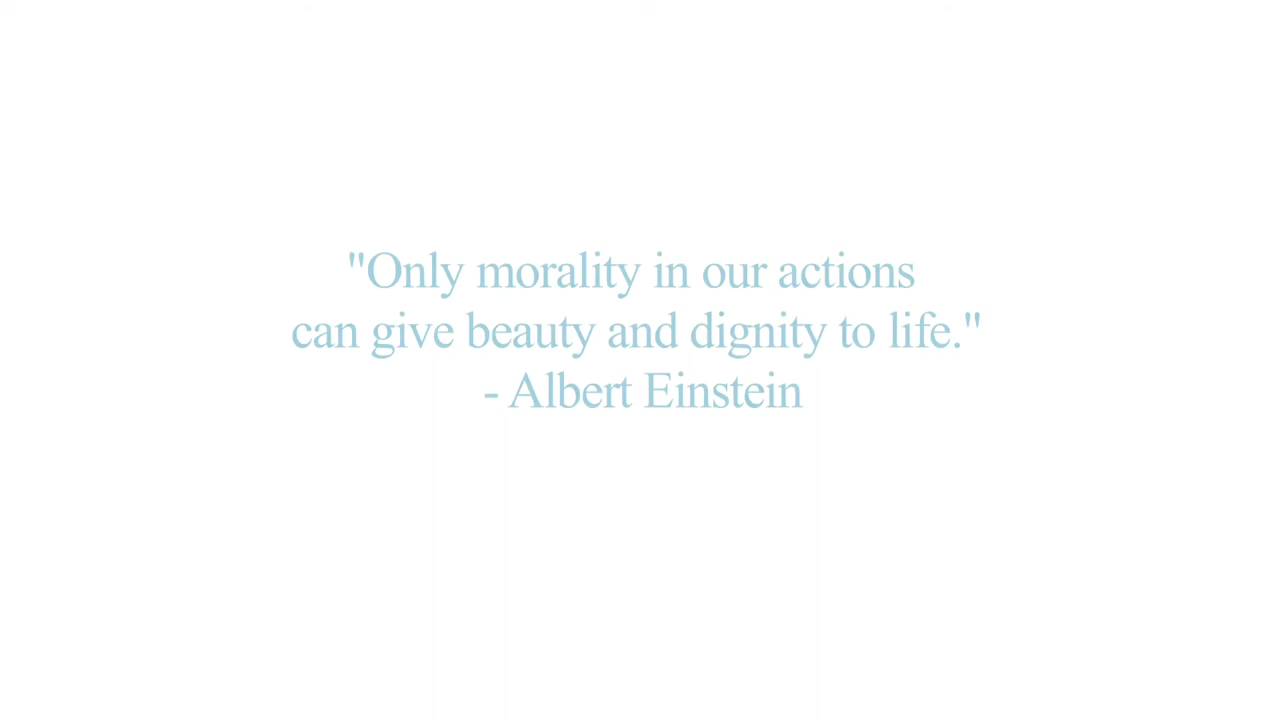 "Only morality in our actions
can give beauty and dignity to life."
- Albert Einstein